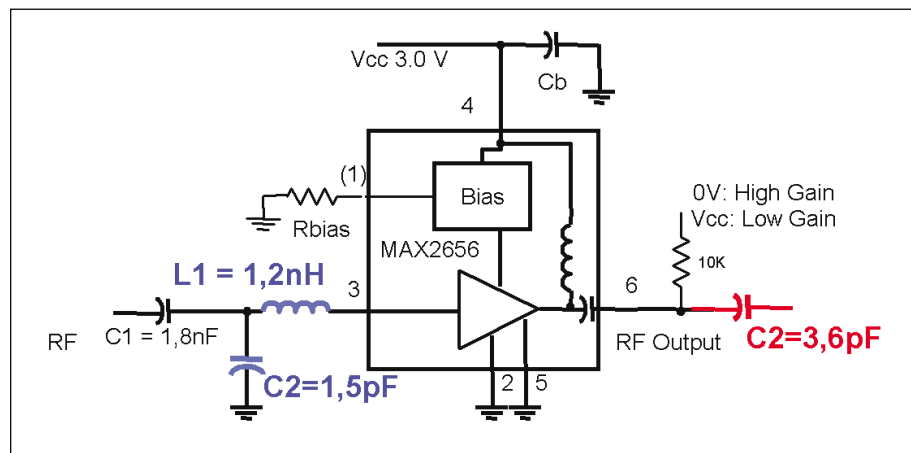 Vcc 3.0 V
Cb
4
(1)
Bias
0V: High Gain
Vcc: Low Gain
Rbias
MAX2656
10K
L1 = 1,2nH
3
6
RF
C1 = 1,8nF
RF Output
C2=3,6pF
C2=1,5pF
2
5